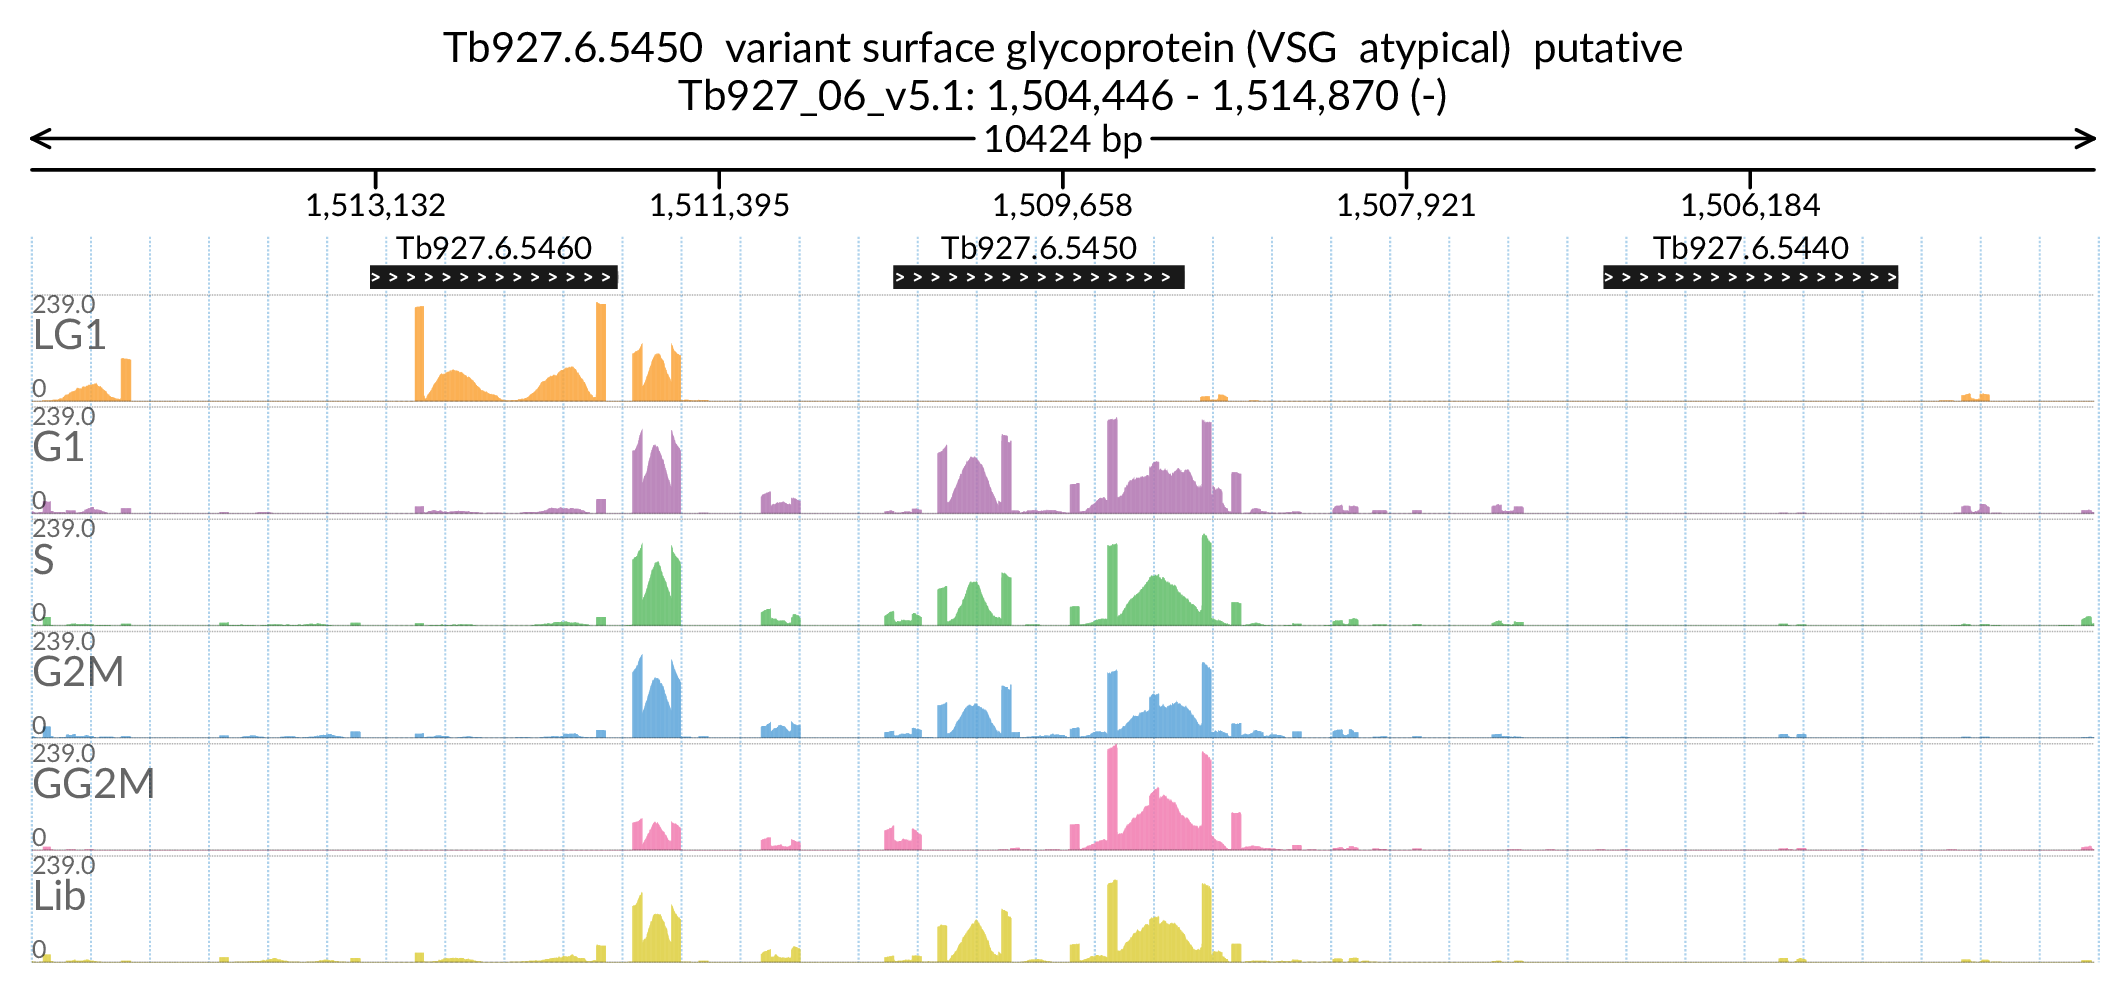 Tb927.6.5450  variant surface glycoprotein (VSG  atypical)  putative
Tb927_06_v5.1: 1,504,446 - 1,514,870 (-)
10424 bp
1,513,132 1,511,395 1,509,658 1,507,921 1,506,184
Tb927.6.5460 Tb927.6.5450 Tb927.6.5440
239.0
LG1
0
239.0
G1
0
239.0
S
0
239.0
G2M
0
239.0
GG2M
0
239.0
Lib
0